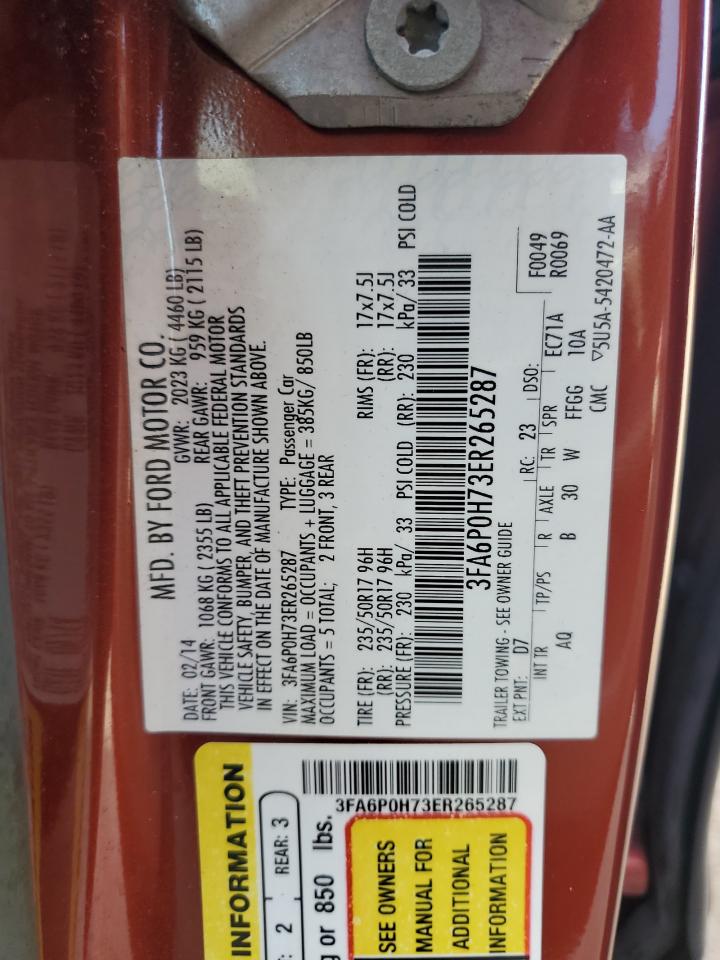 MFD. BY FORD MOTOR CO.
DATE: 02/14 GVWR: 2023 KG ( 4460 LB)
FRONT GAWR: 1068 KG ( 2355 LB) REAR GAWR: 959 KG ( 2115 LB)
THIS VEHICLE CONFORMS TO ALL APPLICABLE FEDERAL MOTOR
VEHICLE SAFETY, BUMPER, AND THEFT PREVENTION STANDARDS
IN EFFECT ON THE DATE OF MANUFACTURE SHOWN ABOVE.
VIN: 3FA6P0H73ER265287 TYPE: Passenger Car
MAXIMUM LOAD = OCCUPANTS + LUGGAGE = 385KG/ 850LB
OCCUPANTS = 5 TOTAL; 2 FRONT, 3 REAR
TIRE (FR): 235/50R17 96H RIMS (FR): 17x7.5J
(RR): 235/50R17 96H (RR): 17x7.5J
PRESSURE (FR): 230 kPa/ 33 PSI COLD (RR): 230 kPa/ 33 PSI COLD
3FA6P0H73ER265287
TRAILER TOWING - SEE OWNER GUIDE
EXT PNT: D7 RC: 23 DSO: F0049
R0069
INT TR TP/PS R AXLE TR SPR EC71A
AQ B 30 W FFGG 10A
CMC ▽5U5A-5420472-AA
INFORMATION
: 2 REAR: 3
g or 850 lbs.
3FA6P0H73ER265287
SEE OWNERS
MANUAL FOR
ADDITIONAL
INFORMATION